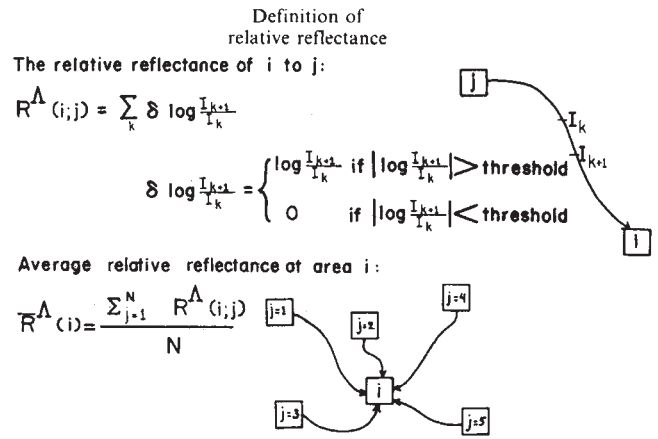 Definition of
relative reflectance
The relative reflectance of i to j:
R^Λ (i;j) = Σ_k δ log I_{k+1}/I_k
δ log I_{k+1}/I_k = { log I_{k+1}/I_k if |log I_{k+1}/I_k| > threshold
0 if |log I_{k+1}/I_k| < threshold
j
I_k
I_{k+1}
i
Average relative reflectance at area i:
R̅^Λ (i) = Σ_{j=1}^N R^Λ (i;j) / N
j=1
j=2
j=4
i
j=3
j=5